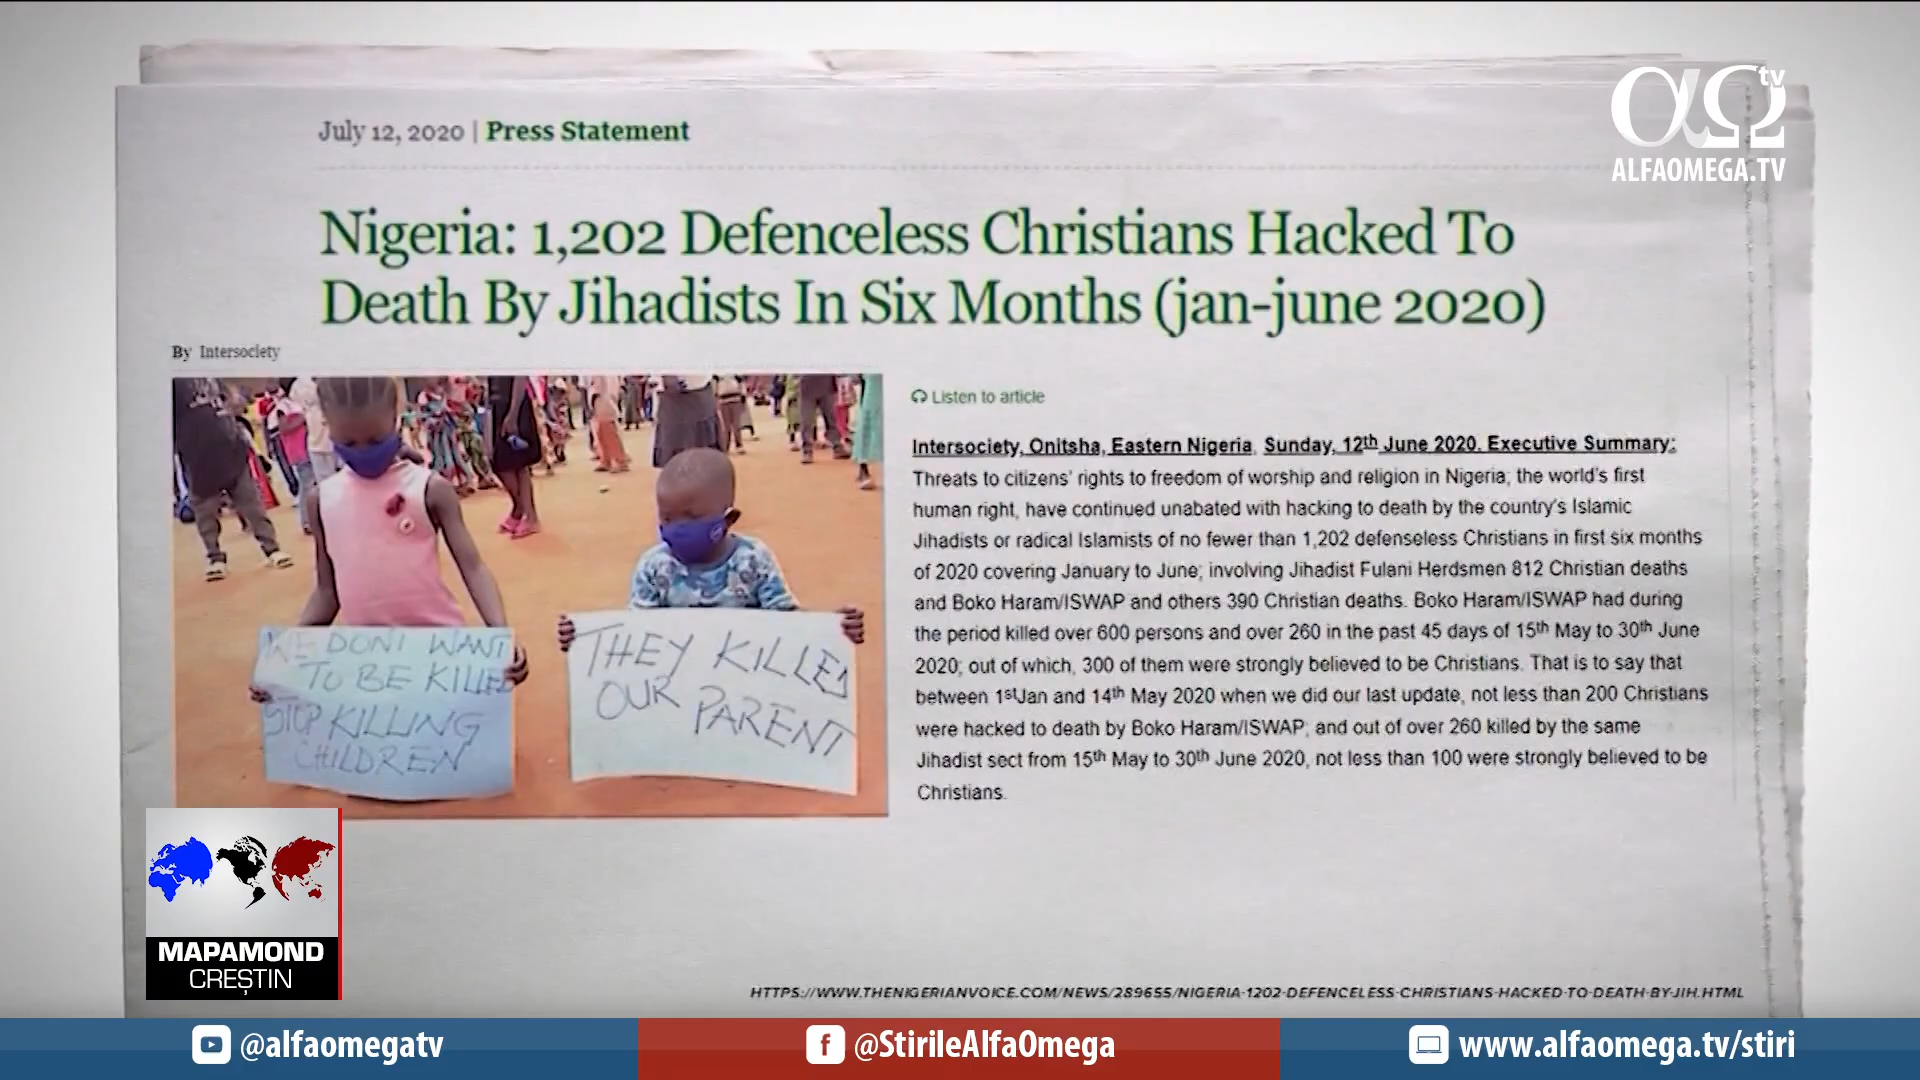 αΩ tv
ALFAOMEGA.TV
July 12, 2020 | Press Statement
Nigeria: 1,202 Defenceless Christians Hacked To
Death By Jihadists In Six Months (jan-june 2020)
By Intersociety
WE DONT WANT
TO BE KILLED
STOP KILLING
CHILDREN
THEY KILLED
OUR PARENT
Listen to article
Intersociety, Onitsha, Eastern Nigeria, Sunday, 12th June 2020. Executive Summary:
Threats to citizens' rights to freedom of worship and religion in Nigeria; the world's first
human right, have continued unabated with hacking to death by the country's Islamic
Jihadists or radical Islamists of no fewer than 1,202 defenseless Christians in first six months
of 2020 covering January to June; involving Jihadist Fulani Herdsmen 812 Christian deaths
and Boko Haram/ISWAP and others 390 Christian deaths. Boko Haram/ISWAP had during
the period killed over 600 persons and over 260 in the past 45 days of 15th May to 30th June
2020; out of which, 300 of them were strongly believed to be Christians. That is to say that
between 1stJan and 14th May 2020 when we did our last update, not less than 200 Christians
were hacked to death by Boko Haram/ISWAP; and out of over 260 killed by the same
Jihadist sect from 15th May to 30th June 2020, not less than 100 were strongly believed to be
Christians.
MAPAMOND
CREȘTIN
HTTPS://WWW.THENIGERIANVOICE.COM/NEWS/289655/NIGERIA-1202-DEFENCELESS-CHRISTIANS-HACKED-TO-DEATH-BY-JIH.HTML
@alfaomegatv
@StirileAlfaOmega
www.alfaomega.tv/stiri